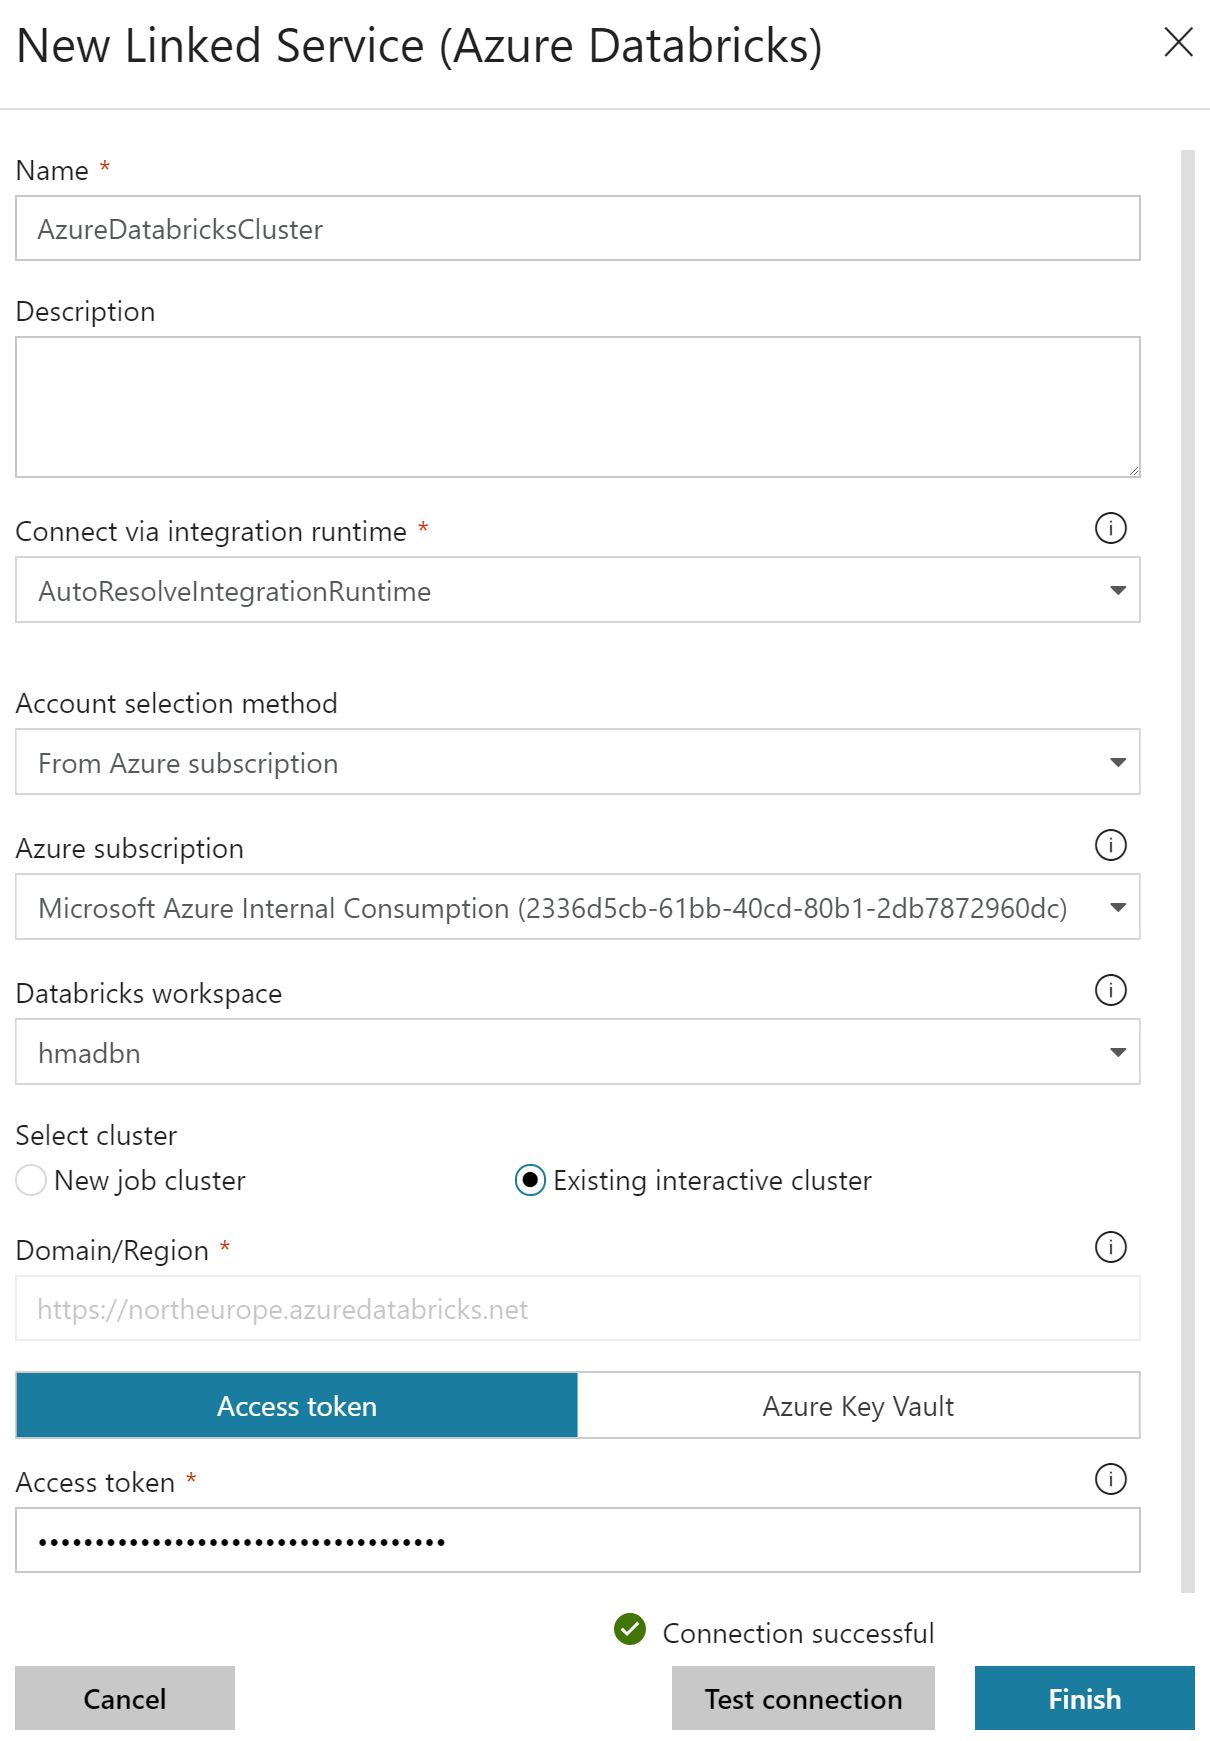 New Linked Service (Azure Databricks)
Name *
AzureDatabricksCluster
Description
Connect via integration runtime *
AutoResolveIntegrationRuntime
Account selection method
From Azure subscription
Azure subscription
Microsoft Azure Internal Consumption (2336d5cb-61bb-40cd-80b1-2db7872960dc)
Databricks workspace
hmadbn
Select cluster
New job cluster Existing interactive cluster
Domain/Region *
https://northeurope.azuredatabricks.net
Access token Azure Key Vault
Access token *
••••••••••••••••••••••••••••••••••••
Connection successful
Cancel Test connection Finish